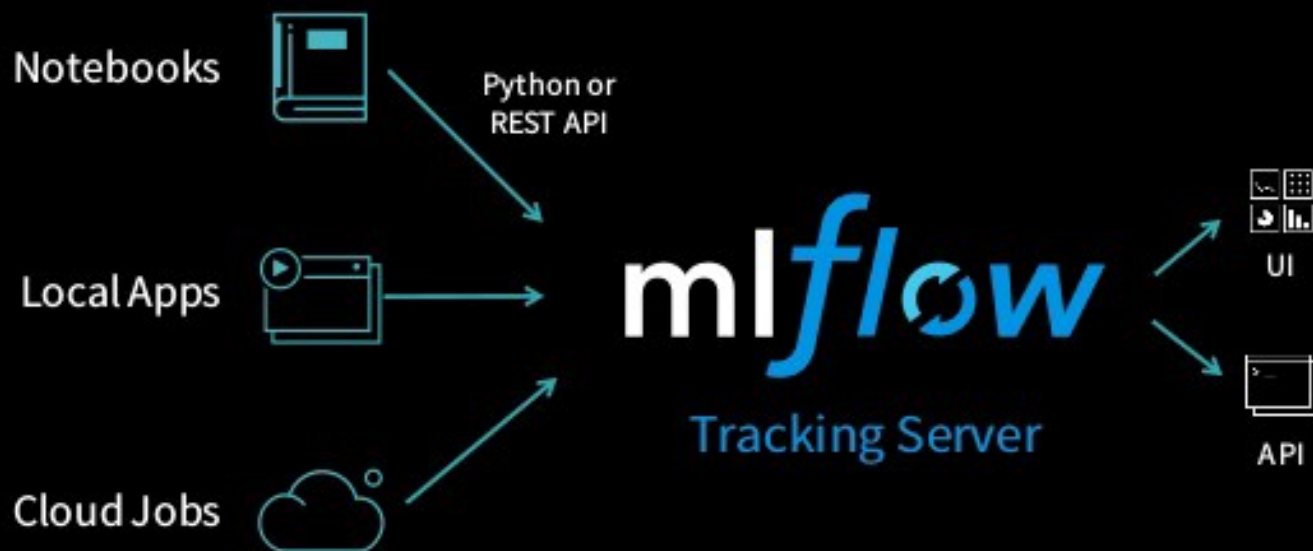 Notebooks
Python or
REST API
Local Apps
mlflow
UI
Tracking Server
API
Cloud Jobs